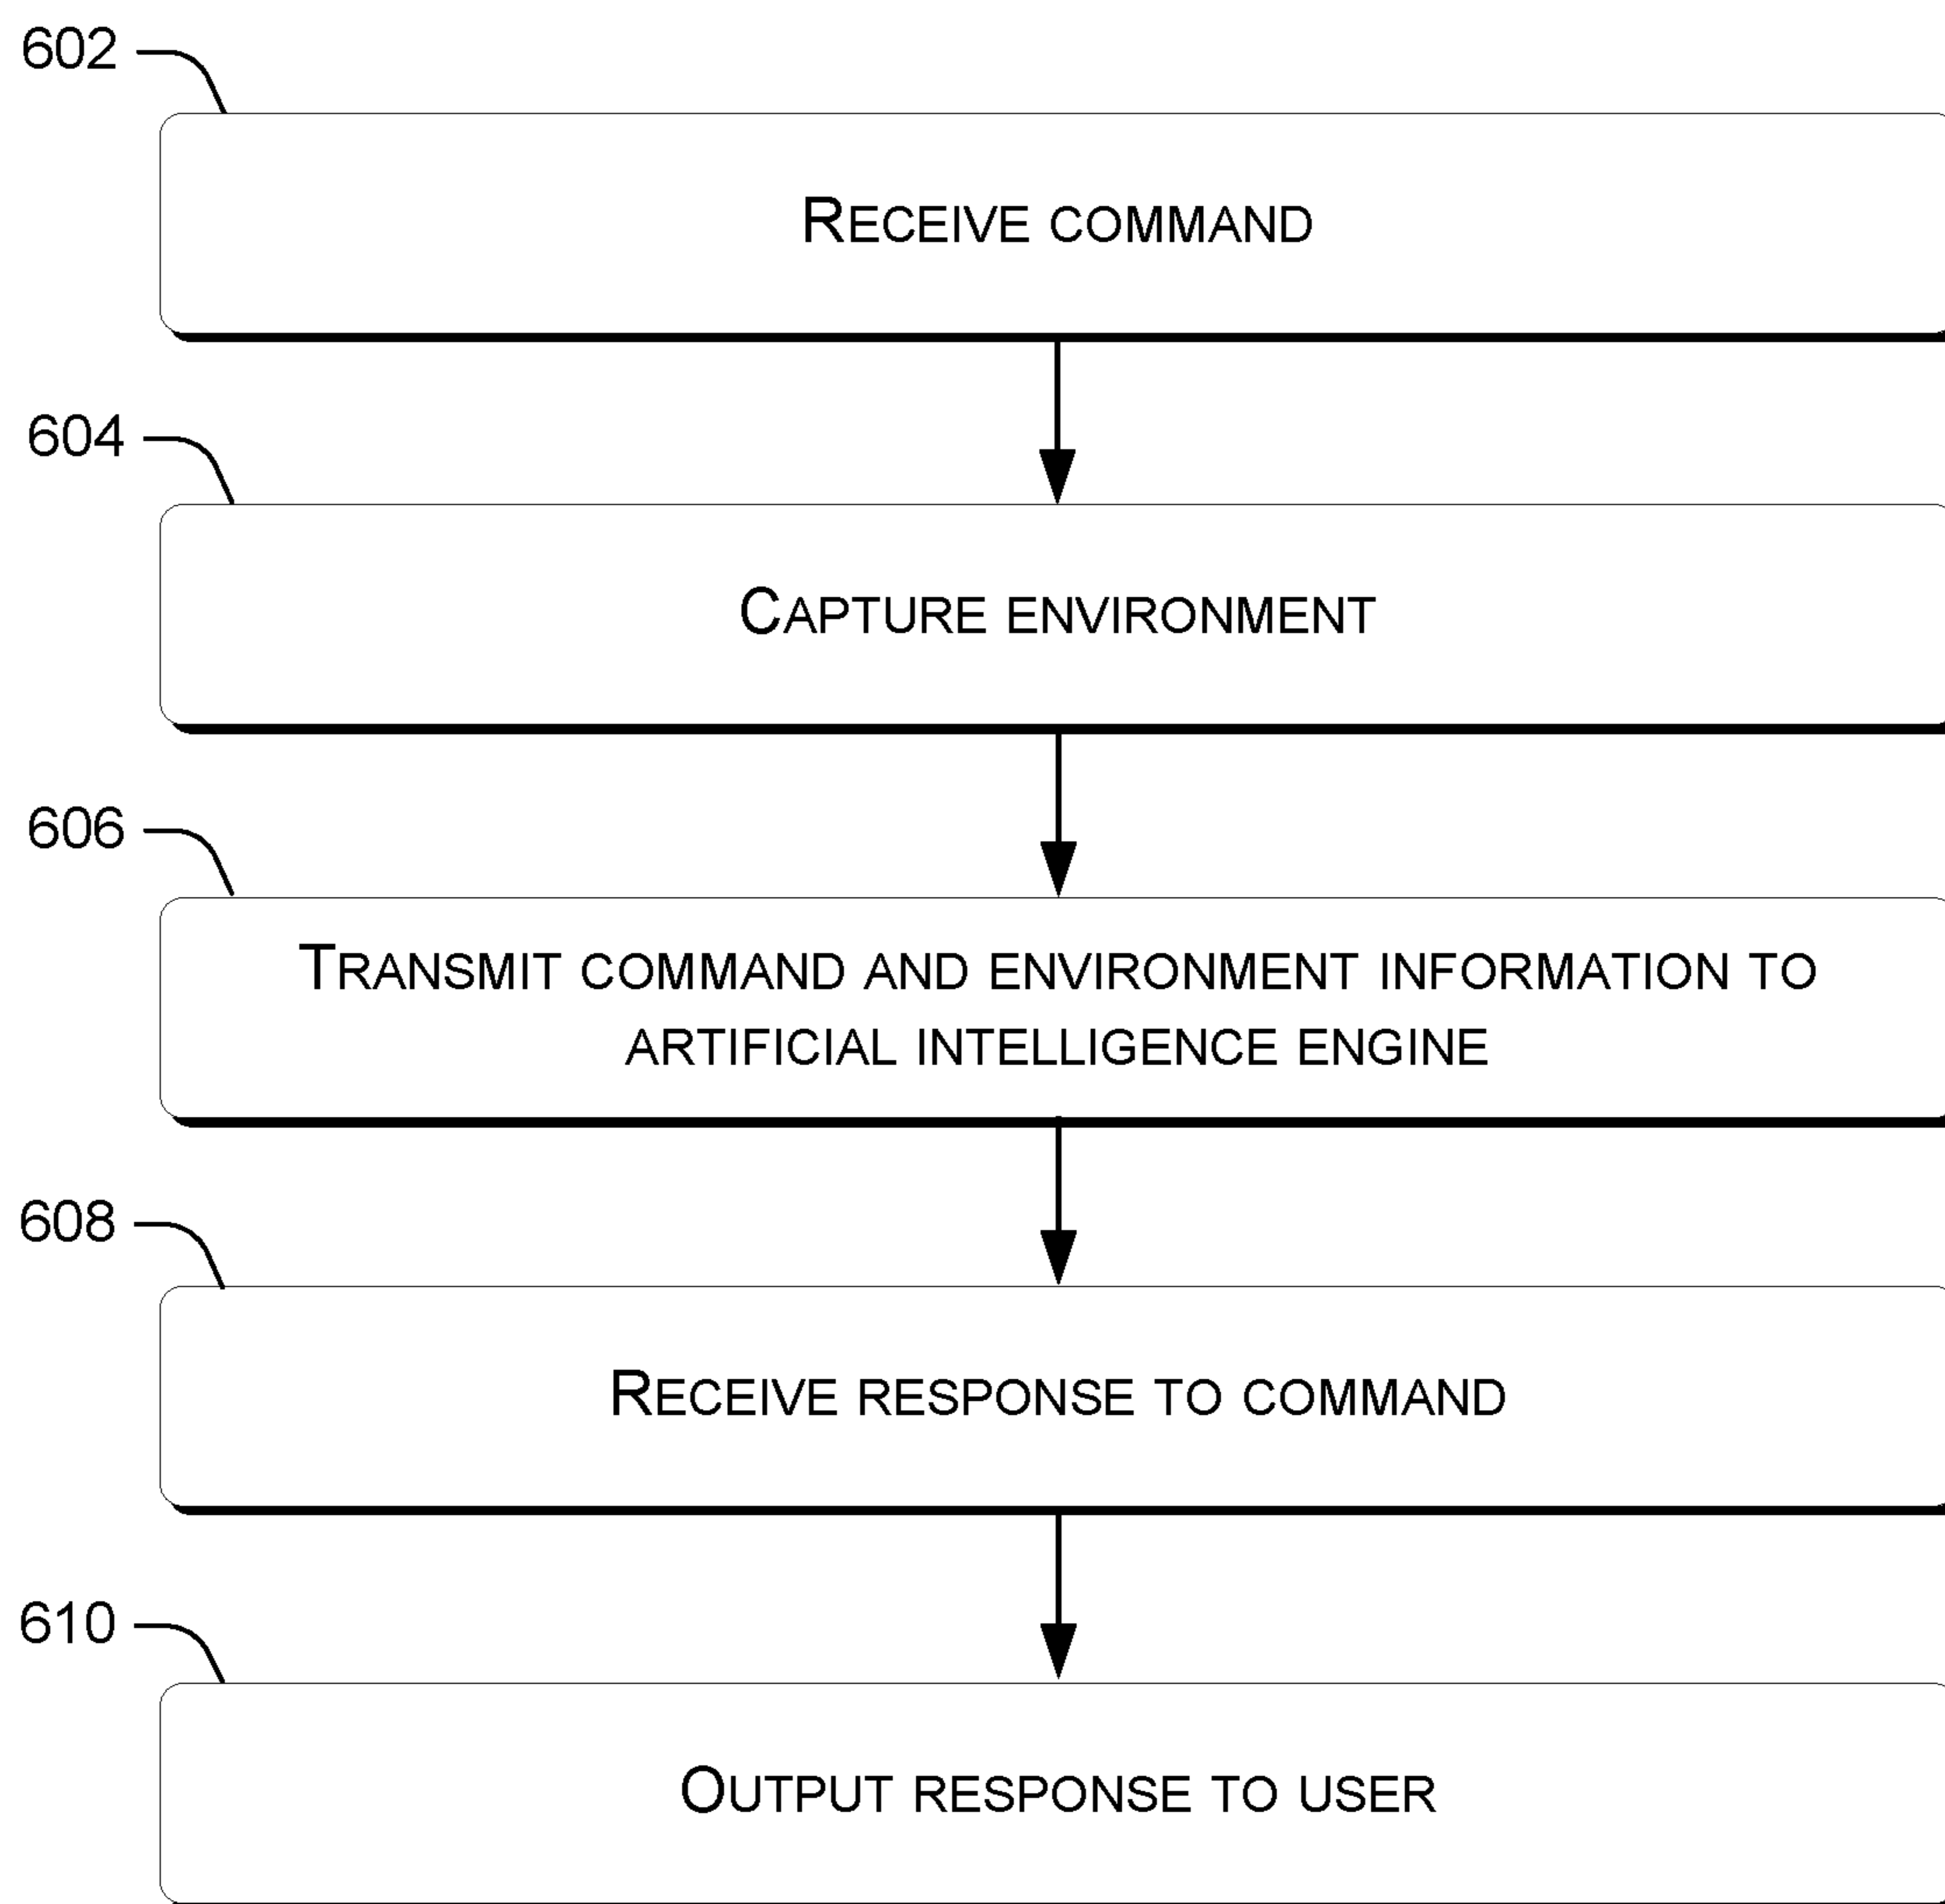 602
RECEIVE COMMAND
604
CAPTURE ENVIRONMENT
606
TRANSMIT COMMAND AND ENVIRONMENT INFORMATION TO
ARTIFICIAL INTELLIGENCE ENGINE
608
RECEIVE RESPONSE TO COMMAND
610
OUTPUT RESPONSE TO USER